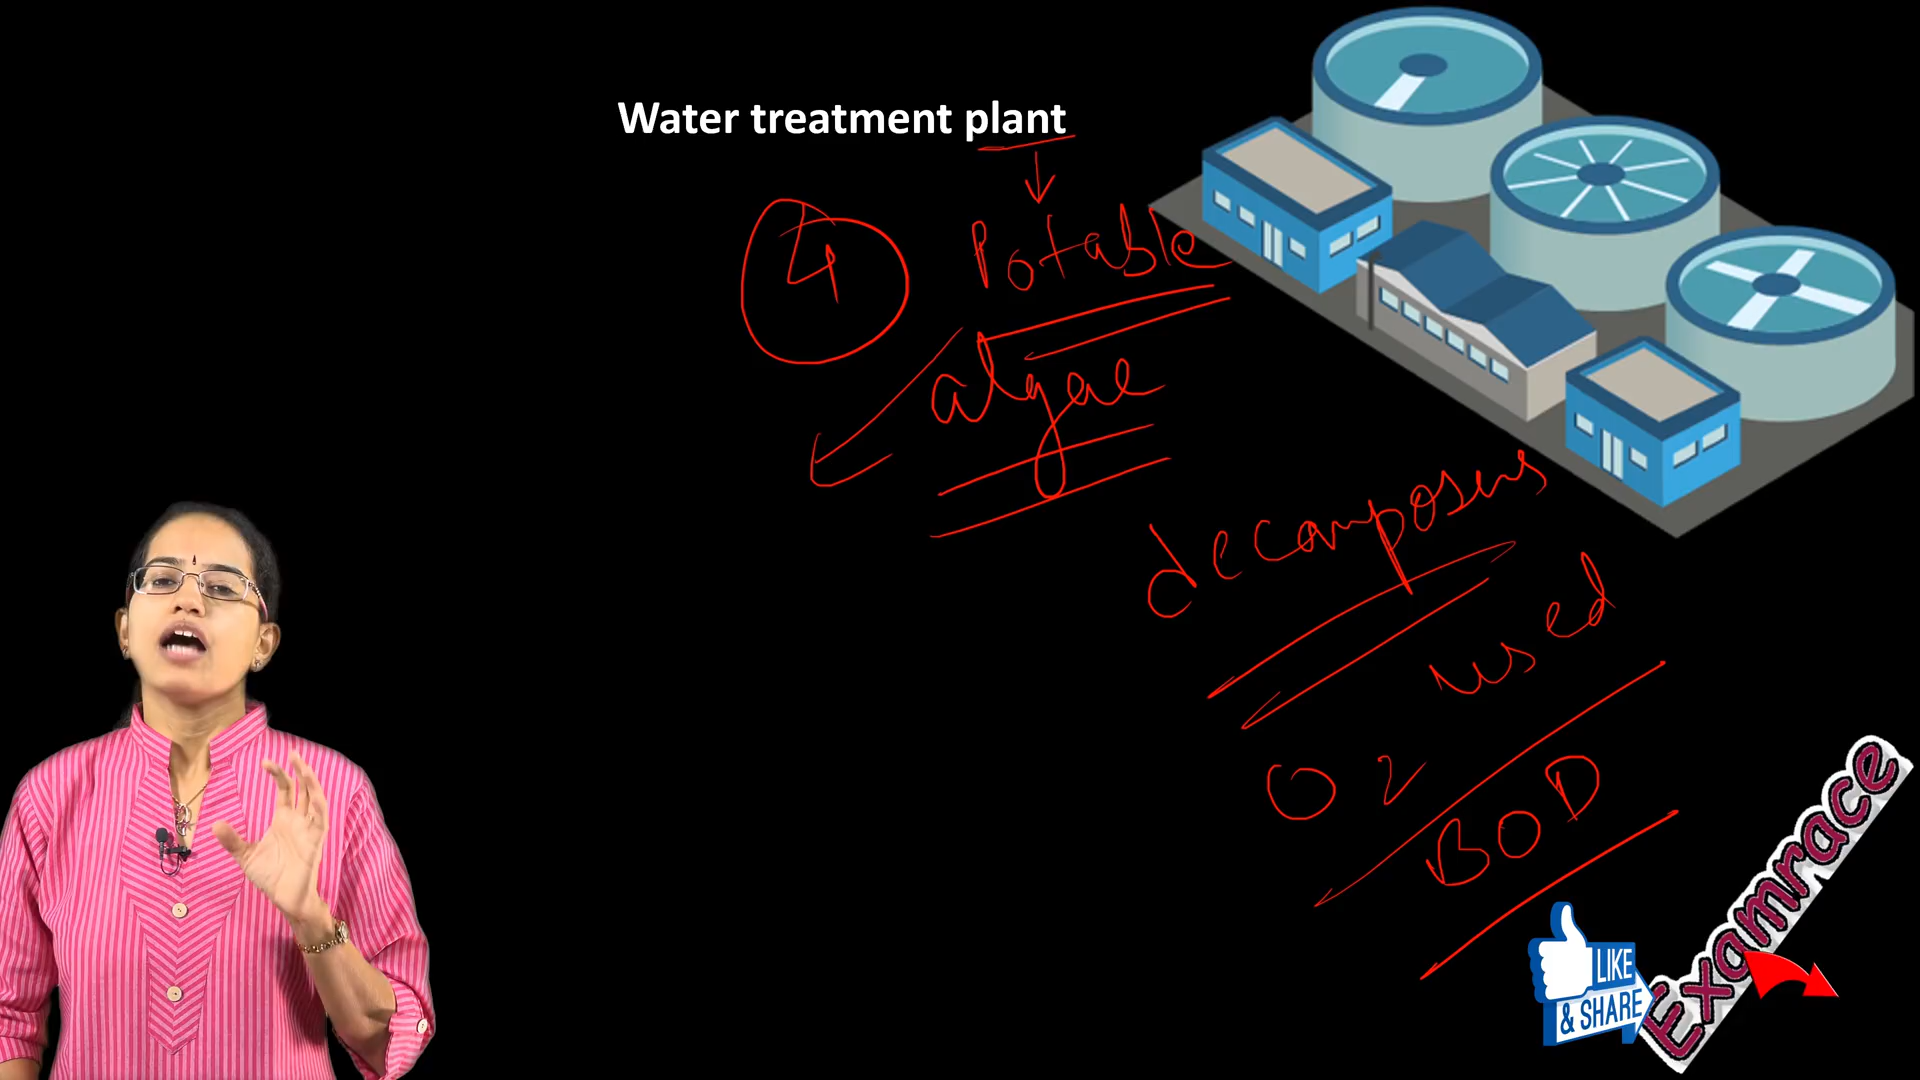 Water treatment plant
4
Potable
algae
decomposers
used
O2
BOD
LIKE
& SHARE
Examrace